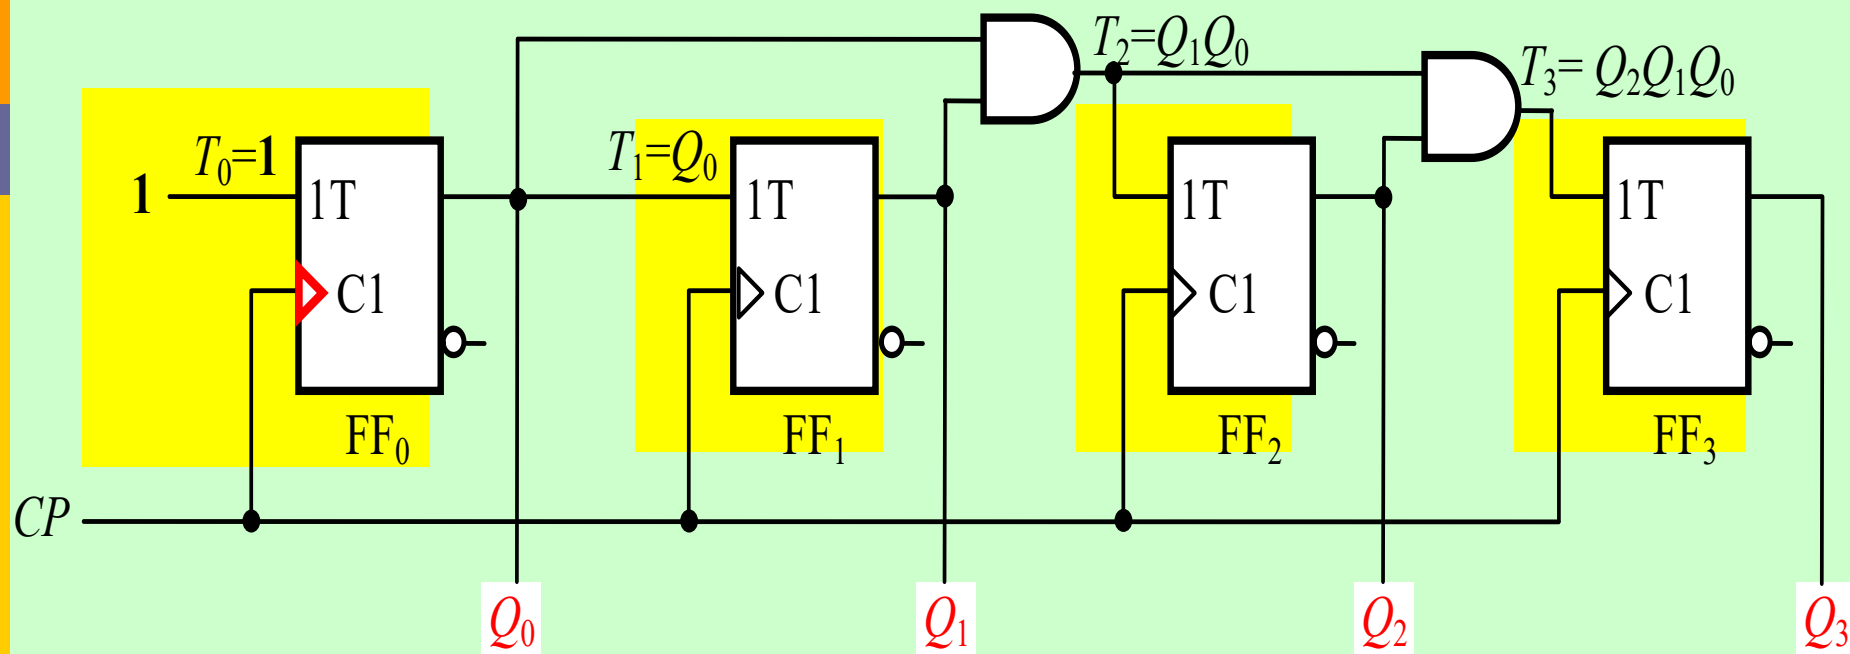 T₂=Q₁Q₀
T₃= Q₂Q₁Q₀
1
T₀=1
1T
C1
FF₀
T₁=Q₀
1T
C1
FF₁
1T
C1
FF₂
1T
C1
FF₃
CP
Q₀
Q₁
Q₂
Q₃